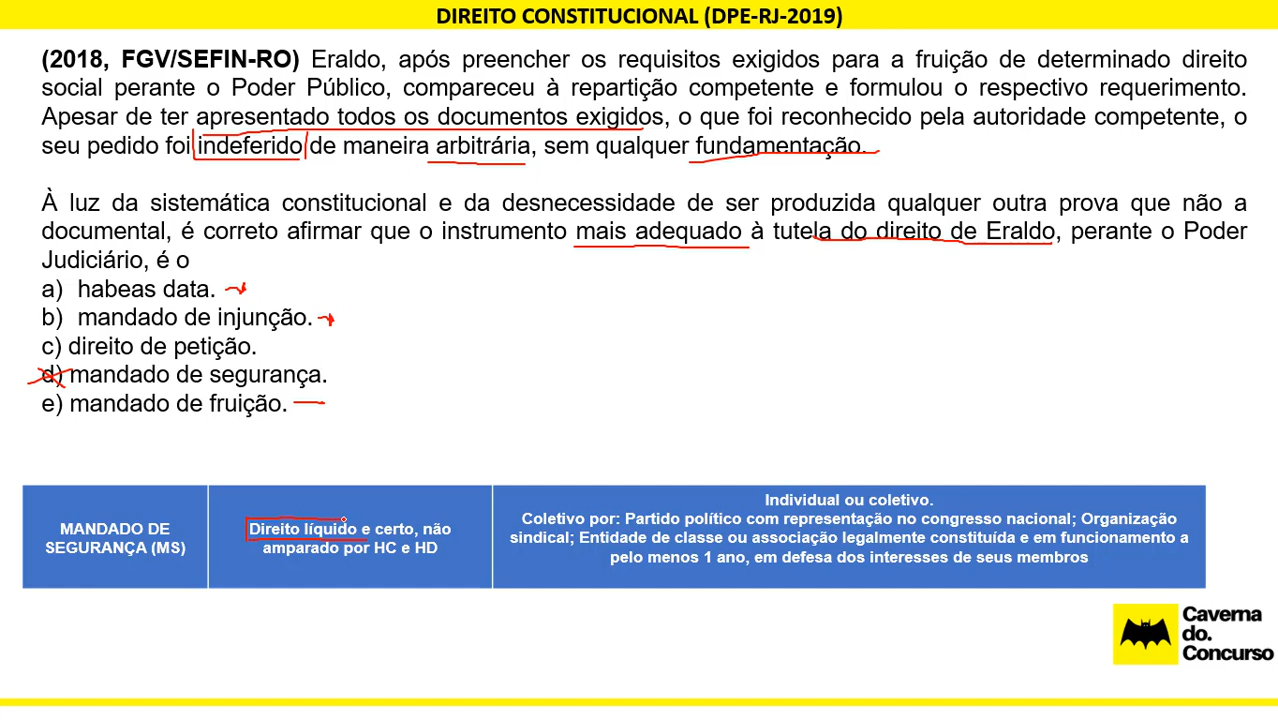 DIREITO CONSTITUCIONAL (DPE-RJ-2019)
(2018, FGV/SEFIN-RO) Eraldo, após preencher os requisitos exigidos para a fruição de determinado direito
social perante o Poder Público, compareceu à repartição competente e formulou o respectivo requerimento.
Apesar de ter apresentado todos os documentos exigidos, o que foi reconhecido pela autoridade competente, o
seu pedido foi indeferido de maneira arbitrária, sem qualquer fundamentação.
À luz da sistemática constitucional e da desnecessidade de ser produzida qualquer outra prova que não a
documental, é correto afirmar que o instrumento mais adequado à tutela do direito de Eraldo, perante o Poder
Judiciário, é o
a) habeas data.
b) mandado de injunção.
c) direito de petição.
d) mandado de segurança.
e) mandado de fruição.
MANDADO DE
SEGURANÇA (MS)
Direito líquido e certo, não
amparado por HC e HD
Individual ou coletivo.
Coletivo por: Partido político com representação no congresso nacional; Organização
sindical; Entidade de classe ou associação legalmente constituída e em funcionamento a
pelo menos 1 ano, em defesa dos interesses de seus membros
Caverna
do.
Concurso